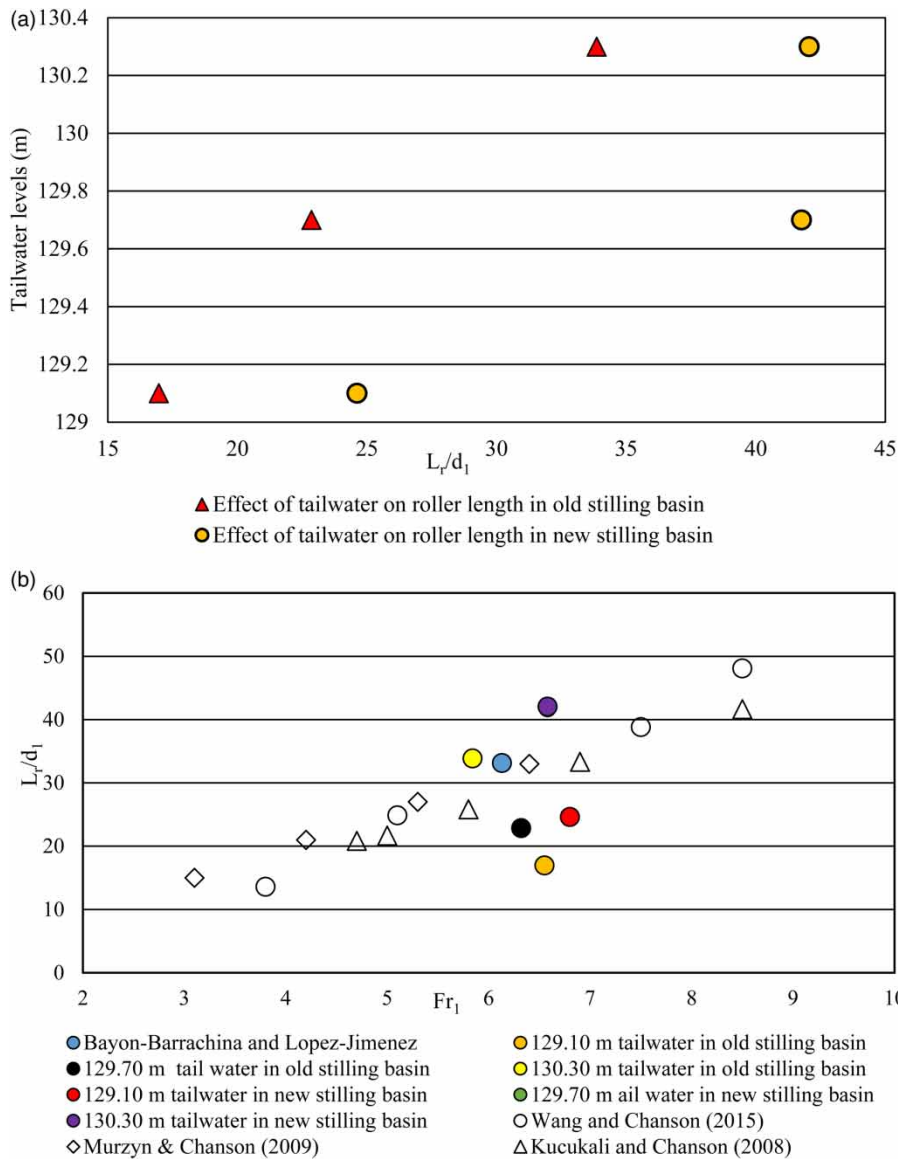 (a)
130.4
130.2
130
129.8
129.6
129.4
129.2
129
Tailwater levels (m)
15 20 25 30 35 40 45
Lr/d1
Effect of tailwater on roller length in old stilling basin
Effect of tailwater on roller length in new stilling basin
(b)
60
50
40
30
20
10
0
Lr/d1
2 3 4 5 6 7 8 9 10
Fr1
Bayon-Barrachina and Lopez-Jimenez
129.10 m tailwater in old stilling basin
129.70 m tail water in old stilling basin
130.30 m tailwater in old stilling basin
129.10 m tailwater in new stilling basin
129.70 m ail water in new stilling basin
130.30 m tailwater in new stilling basin
Wang and Chanson (2015)
Murzyn & Chanson (2009)
Kucukali and Chanson (2008)